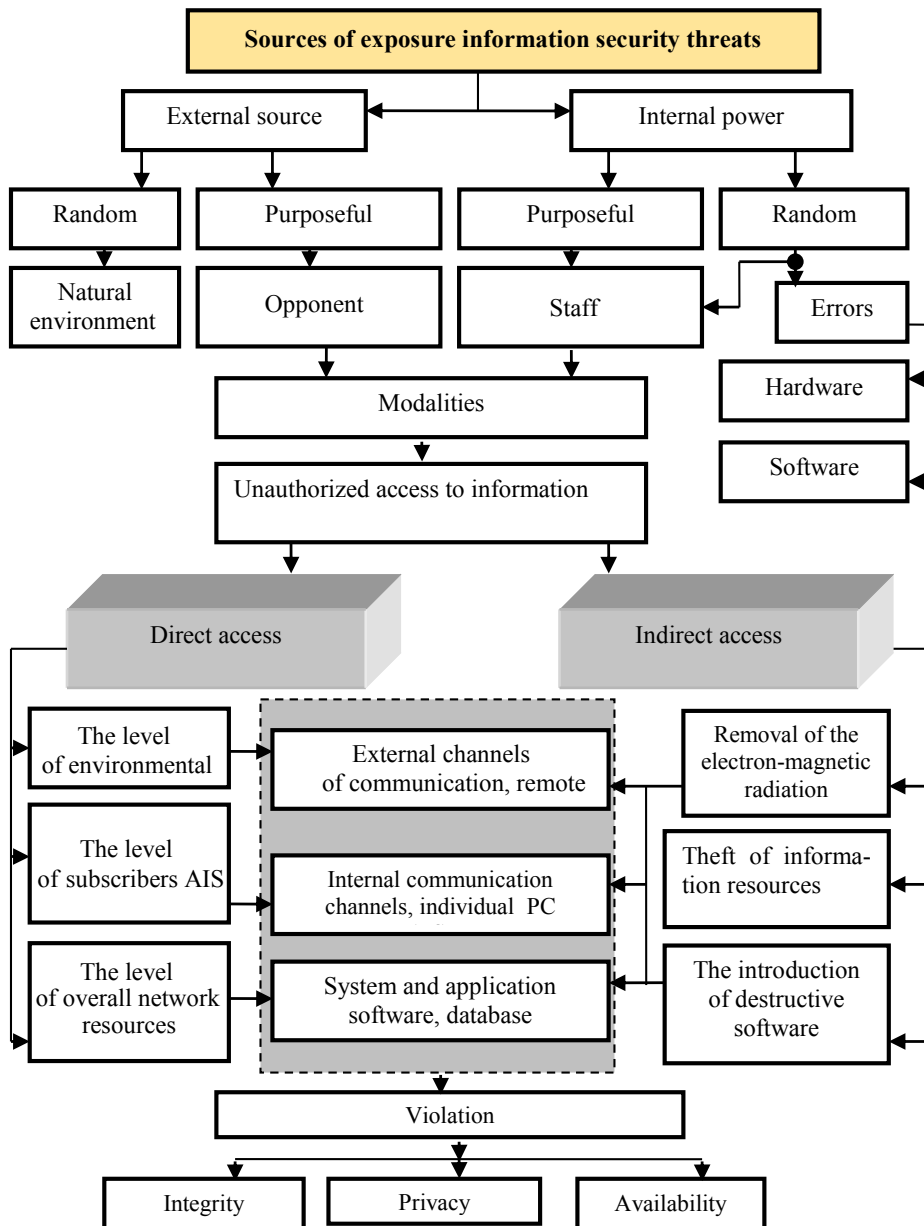 Sources of exposure information security threats
External source
Internal power
Random
Purposeful
Purposeful
Random
Natural
environment
Opponent
Staff
Errors
Hardware
Modalities
Software
Unauthorized access to information
Direct access
Indirect access
The level
of environmental
External channels
of communication, remote
Removal of the
electron-magnetic
radiation
The level
of subscribers AIS
Internal communication
channels, individual PC
Theft of informa-
tion resources
The level
of overall network
resources
System and application
software, database
The introduction
of destructive
software
Violation
Integrity
Privacy
Availability